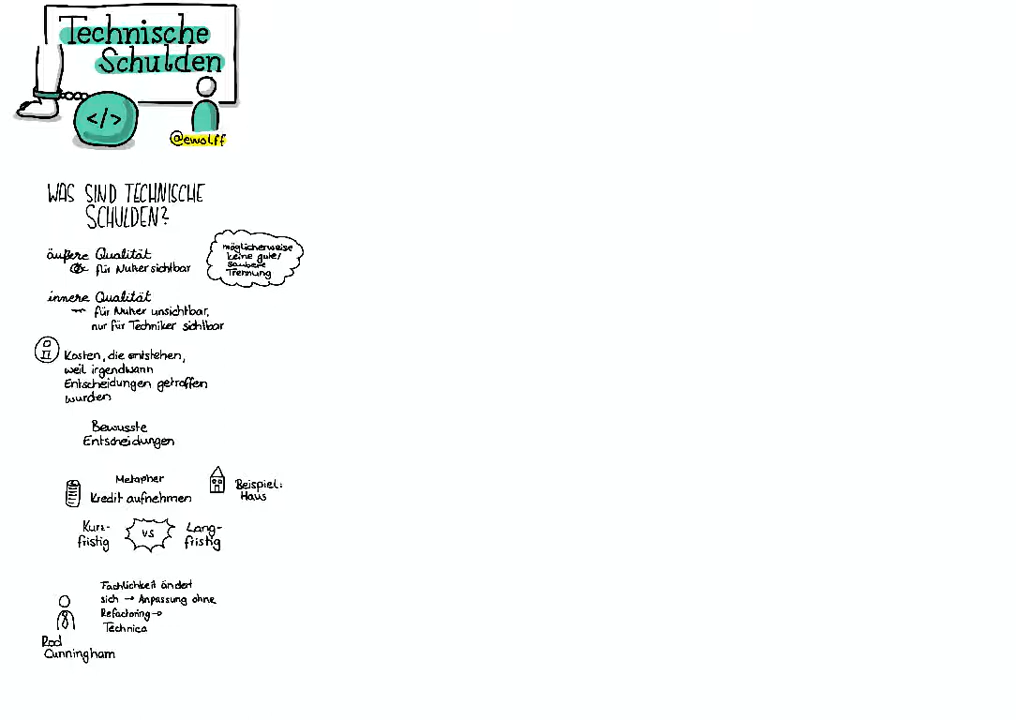 Technische
Schulden
</>
@ewolff
WAS SIND TECHNISCHE
SCHULDEN?
äußere Qualität
für Nutzer sichtbar
möglicherweise
keine gute/
saubere
Trennung
innere Qualität
für Nutzer unsichtbar,
nur für Techniker sichtbar
Kosten, die entstehen,
weil irgendwann
Entscheidungen getroffen
wurden
Bewusste
Entscheidungen
Metapher
Kredit aufnehmen
Beispiel:
Haus
Kurz-
fristig
VS
Lang-
fristig
Fachlichkeit ändert
sich → Anpassung ohne
Refactoring →
Technica
Rod
Cunningham